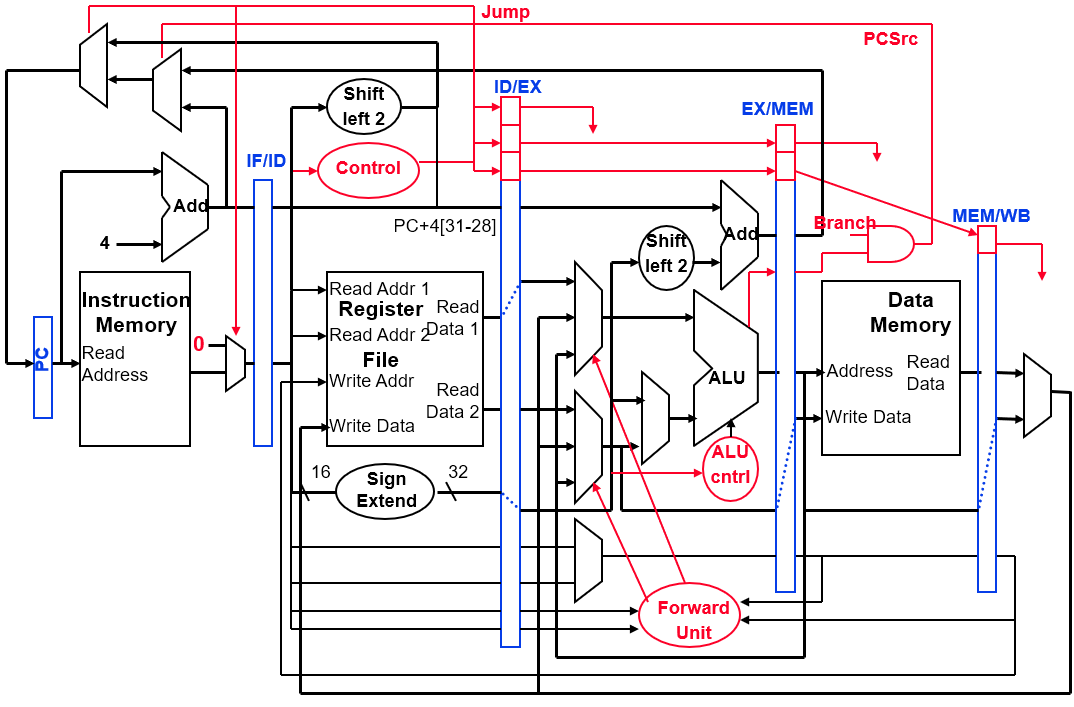 Jump
PCSrc
ID/EX
EX/MEM
Shift
left 2
IF/ID
Control
Add
PC+4[31-28]
MEM/WB
Branch
4
Shift
left 2
Add
Instruction
Memory
Read
Address
PC
0
Read Addr 1
Register
Read Addr 2
File
Write Addr
Write Data
Read
Data 1
Read
Data 2
ALU
Data
Memory
Address
Read
Data
Write Data
16
Sign
Extend
32
ALU
cntrl
Forward
Unit